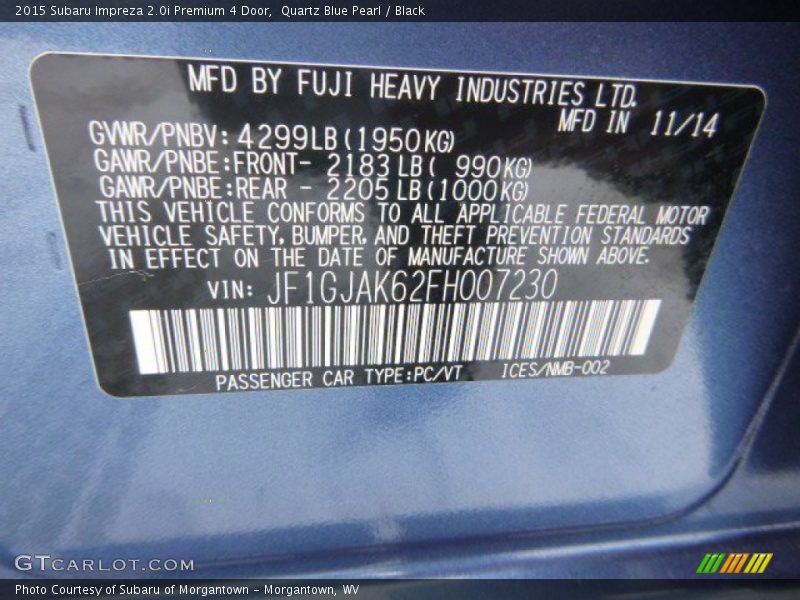 2015 Subaru Impreza 2.0i Premium 4 Door,  Quartz Blue Pearl / Black
MFD BY FUJI HEAVY INDUSTRIES LTD.
MFD IN 11/14
GVWR/PNBV: 4299LB(1950KG)
GAWR/PNBE:FRONT- 2183 LB( 990KG)
GAWR/PNBE:REAR - 2205 LB(1000KG)
THIS VEHICLE CONFORMS TO ALL APPLICABLE FEDERAL MOTOR
VEHICLE SAFETY, BUMPER, AND THEFT PREVENTION STANDARDS
IN EFFECT ON THE DATE OF MANUFACTURE SHOWN ABOVE.
VIN: JF1GJAK62FH007230
PASSENGER CAR TYPE:PC/VT ICES/NMB-002
GTCARLOT.COM
Photo Courtesy of Subaru of Morgantown - Morgantown, WV